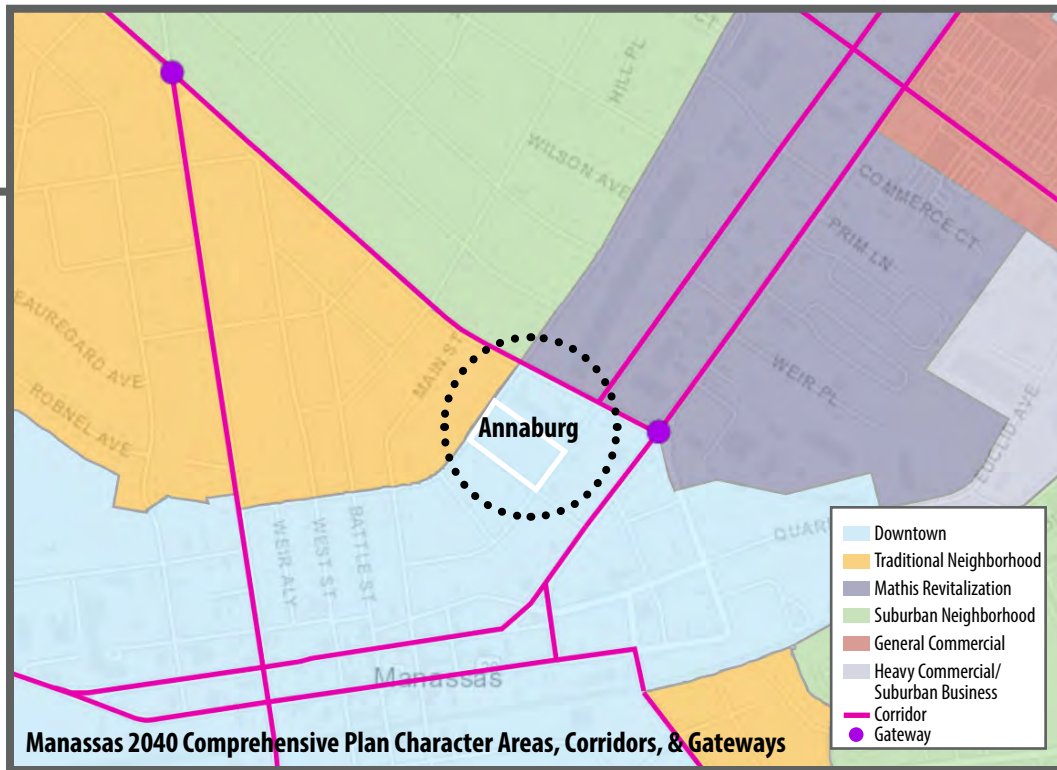 CT
HILL PL
WILSON AVE
COMMERCE CT
PRIM LN
EAUREGARD AVE
MAIN ST
ROBNEL AVE
Annaburg
WEIR PL
EUCLID AVE
WEIR ALY
WEST ST
BATTLE ST
QUAR
Manassas
Downtown
Traditional Neighborhood
Mathis Revitalization
Suburban Neighborhood
General Commercial
Heavy Commercial/
Suburban Business
Corridor
Gateway
Manassas 2040 Comprehensive Plan Character Areas, Corridors, & Gateways